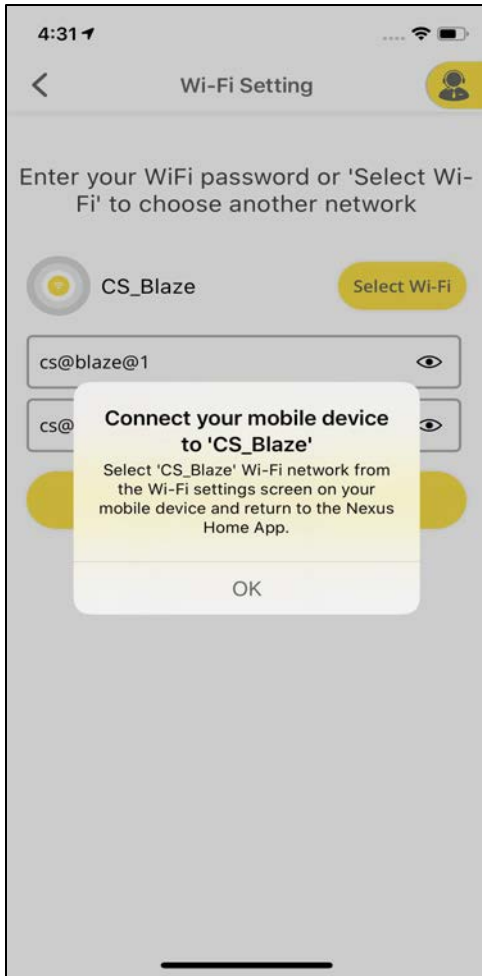 4:31
Wi-Fi Setting
Enter your WiFi password or 'Select Wi-
Fi' to choose another network
CS_Blaze
Select Wi-Fi
cs@blaze@1
cs@
Connect your mobile device
to 'CS_Blaze'
Select 'CS_Blaze' Wi-Fi network from
the Wi-Fi settings screen on your
mobile device and return to the Nexus
Home App.
OK